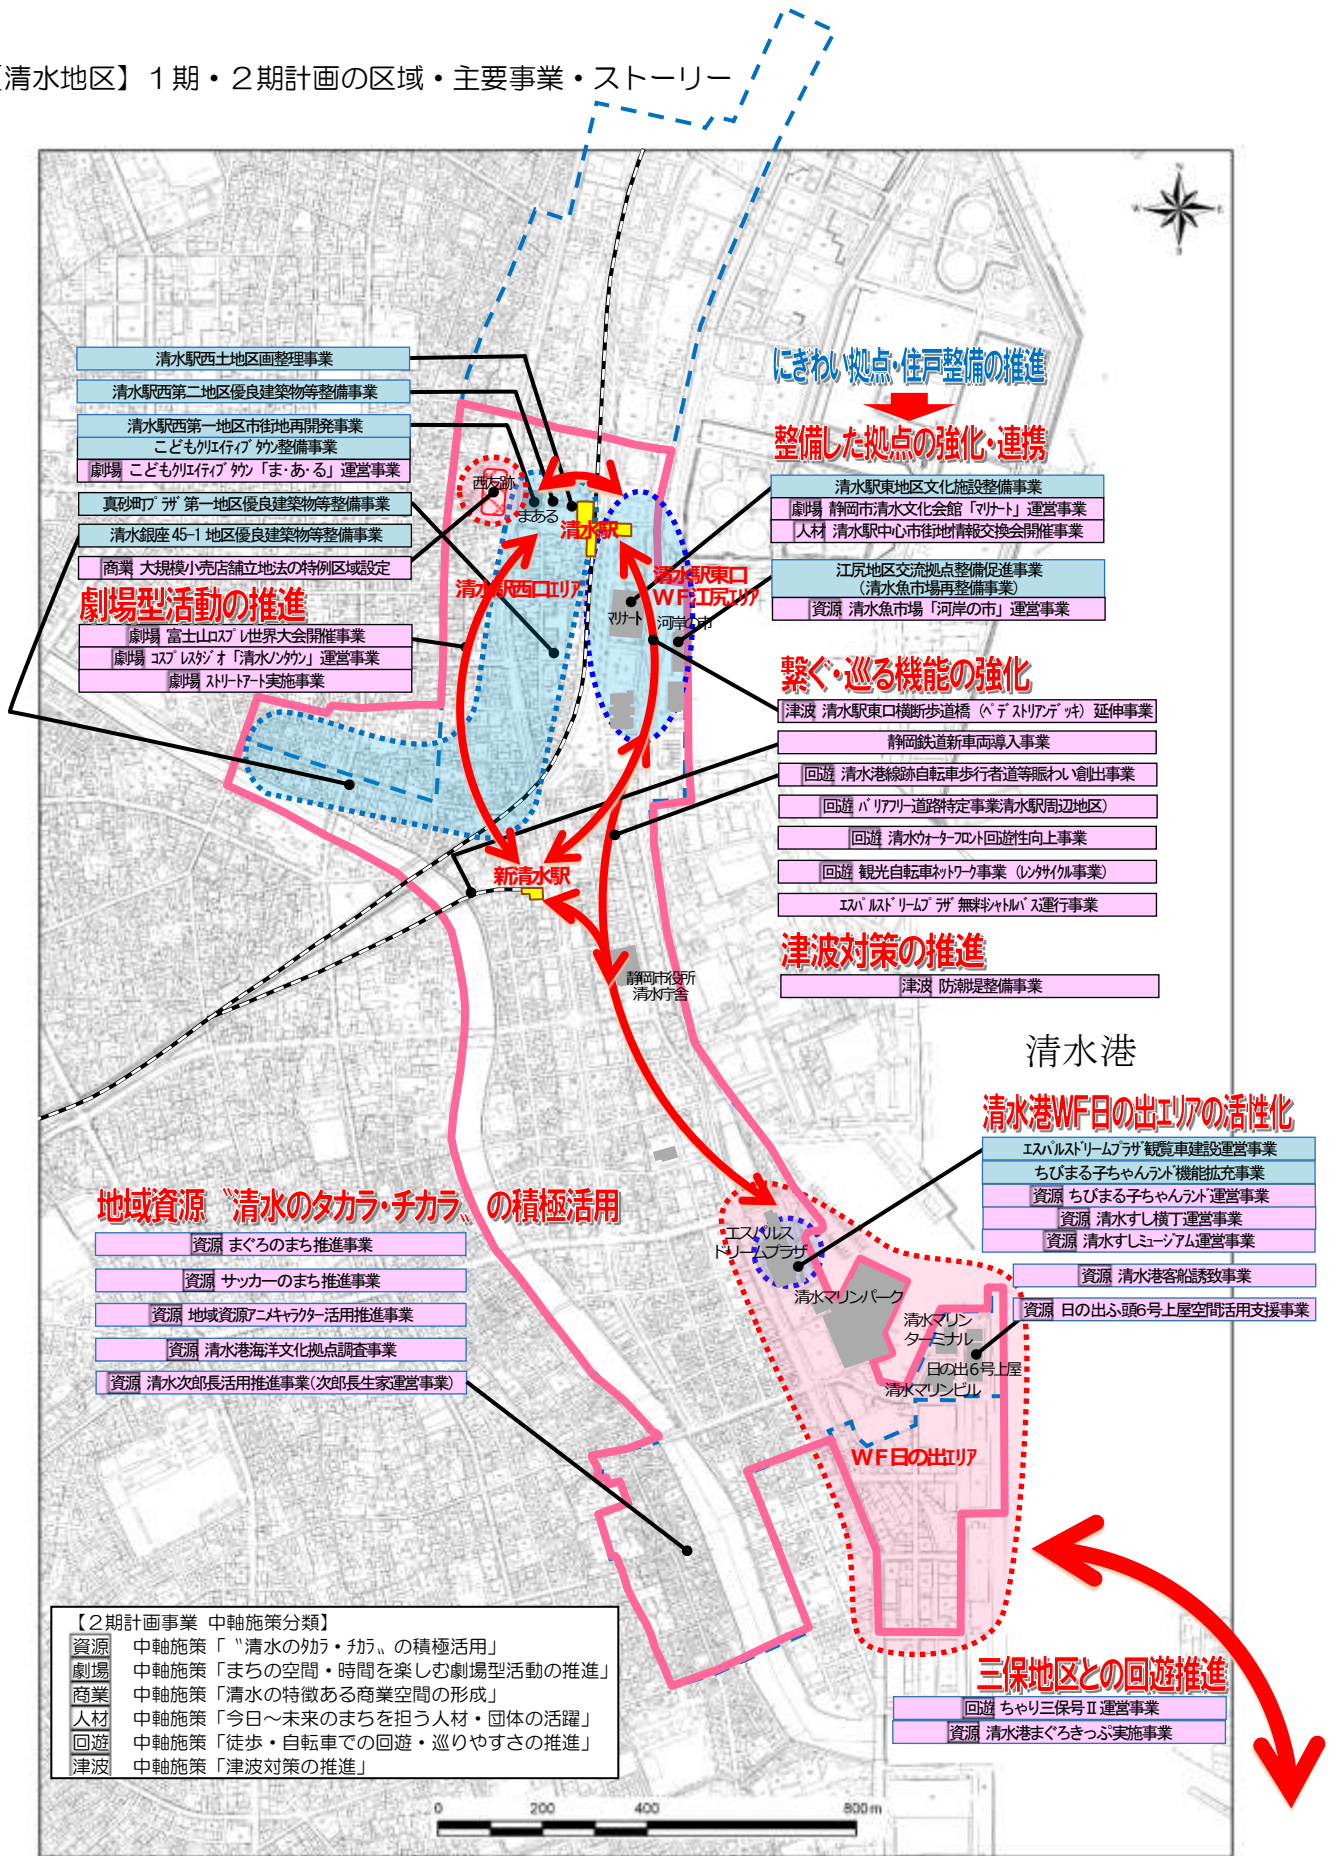 【清水地区】１期・２期計画の区域・主要事業・ストーリー
清水駅西土地区画整理事業
清水駅西第二地区優良建築物等整備事業
清水駅西第一地区市街地再開発事業
こどもクリエイティブタウン整備事業
劇場 こどもクリエイティブタウン「ま・あ・る」運営事業
真砂町プラザ第一地区優良建築物等整備事業
清水銀座45-1地区優良建築物等整備事業
商業 大規模小売店舗立地法の特例区域設定
劇場型活動の推進
劇場 富士山コスプレ世界大会開催事業
劇場 コスプレスタジオ「清水ノンタウン」運営事業
劇場 ストリートアート実施事業
西友跡
まある
清水駅
清水駅西口エリア
清水駅東口
ＷＦ江尻エリア
マリナート
河岸の市
新清水駅
静岡市役所
清水庁舎
N
W
E
S
にぎわい拠点・住戸整備の推進
整備した拠点の強化・連携
清水駅東地区文化施設整備事業
劇場 静岡市清水文化会館「マリナート」運営事業
人材 清水駅中心市街地情報交換会開催事業
江尻地区交流拠点整備促進事業
（清水魚市場再整備事業）
資源 清水魚市場「河岸の市」運営事業
繋ぐ・巡る機能の強化
津波 清水駅東口横断歩道橋（ペデストリアンデッキ）延伸事業
静岡鉄道新車両導入事業
回遊 清水港線跡自転車歩行者道等賑わい創出事業
回遊 バリアフリー道路特定事業清水駅周辺地区）
回遊 清水ウォーターフロント回遊性向上事業
回遊 観光自転車ネットワーク事業（レンタサイクル事業）
エスパルスドリームプラザ無料シャトルバス運行事業
津波対策の推進
津波 防潮堤整備事業
清水港
清水港WF日の出エリアの活性化
エスパルスドリームプラザ観覧車建設運営事業
ちびまる子ちゃんランド機能拡充事業
資源 ちびまる子ちゃんランド運営事業
資源 清水すし横丁運営事業
資源 清水すしミュージアム運営事業
資源 清水港客船誘致事業
資源 日の出ふ頭6号上屋空間活用支援事業
地域資源〝清水のタカラ・チカラ〟の積極活用
資源 まぐろのまち推進事業
資源 サッカーのまち推進事業
資源 地域資源アニメキャラクター活用推進事業
資源 清水港海洋文化拠点調査事業
資源 清水次郎長活用推進事業(次郎長生家運営事業)
エスパルス
ドリームプラザ
清水マリンパーク
清水マリン
ターミナル
日の出6号上屋
清水マリンビル
ＷＦ日の出エリア
三保地区との回遊推進
回遊 ちゃり三保号Ⅱ運営事業
資源 清水港まぐろきっぷ実施事業
【２期計画事業 中軸施策分類】
資源 中軸施策「〝清水のタカラ・チカラ〟の積極活用」
劇場 中軸施策「まちの空間・時間を楽しむ劇場型活動の推進」
商業 中軸施策「清水の特徴ある商業空間の形成」
人材 中軸施策「今日～未来のまちを担う人材・団体の活躍」
回遊 中軸施策「徒歩・自転車での回遊・巡りやすさの推進」
津波 中軸施策「津波対策の推進」
0 200 400 800m